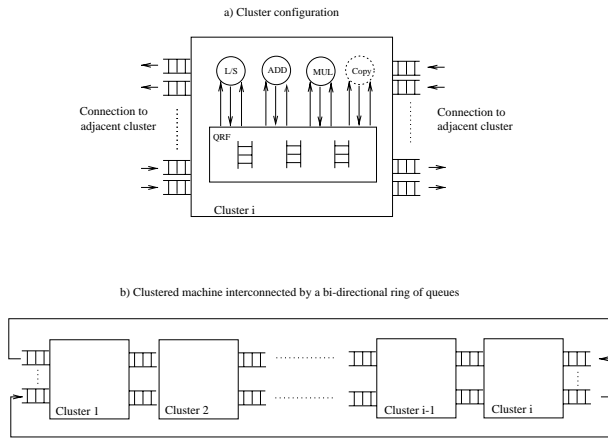 a) Cluster configuration
L/S
ADD
MUL
Copy
Connection to
adjacent cluster
Connection to
adjacent cluster
QRF
Cluster i
b) Clustered machine interconnected by a bi-directional ring of queues
Cluster 1
Cluster 2
Cluster i-1
Cluster i